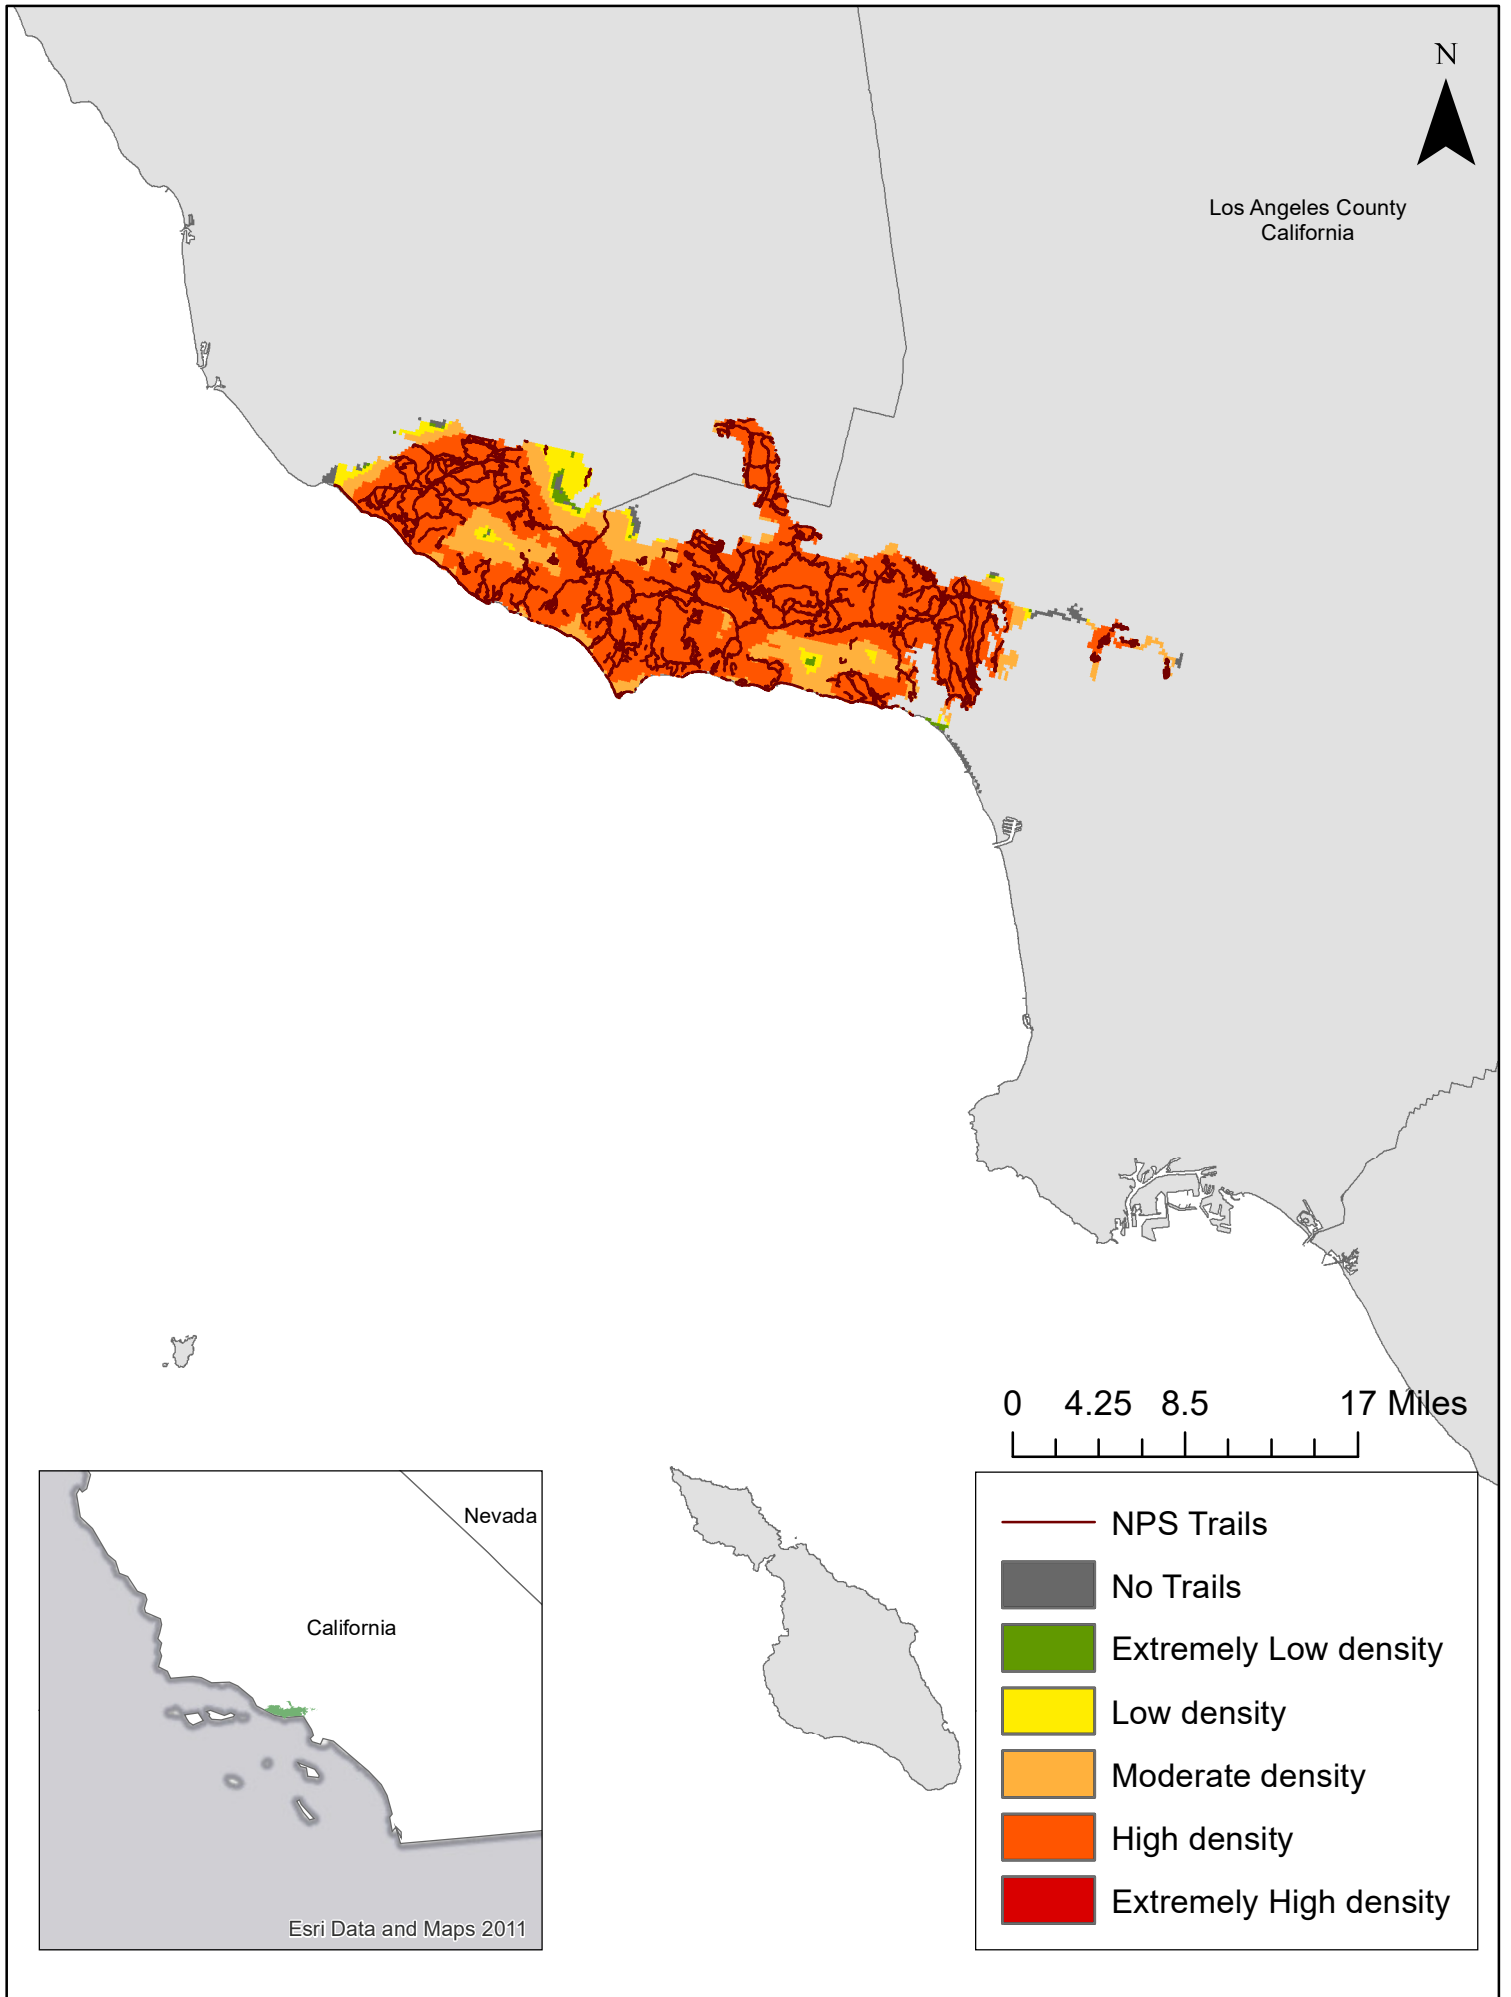 N
Los Angeles County
California
0 4.25 8.5 17 Miles
NPS Trails
No Trails
Extremely Low density
Low density
Moderate density
High density
Extremely High density
Nevada
California
Esri Data and Maps 2011